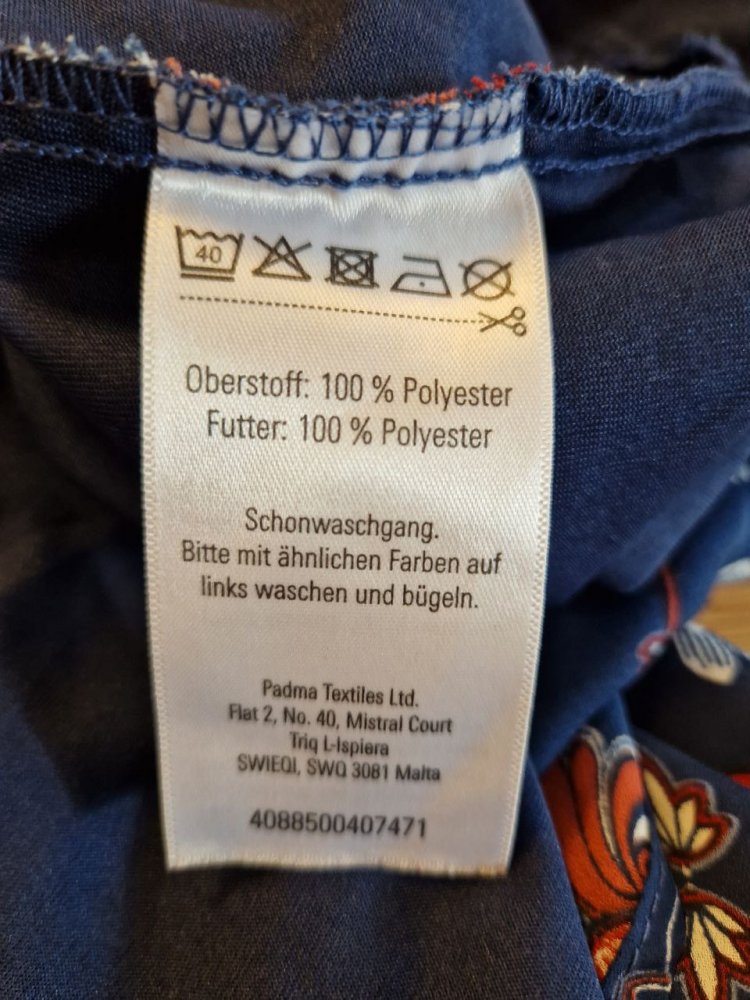 40
Oberstoff: 100 % Polyester
Futter: 100 % Polyester
Schonwaschgang.
Bitte mit ähnlichen Farben auf
links waschen und bügeln.
Padma Textiles Ltd.
Flat 2, No. 40, Mistral Court
Triq L-Ispiera
SWIEQI, SWQ 3081 Malta
4088500407471